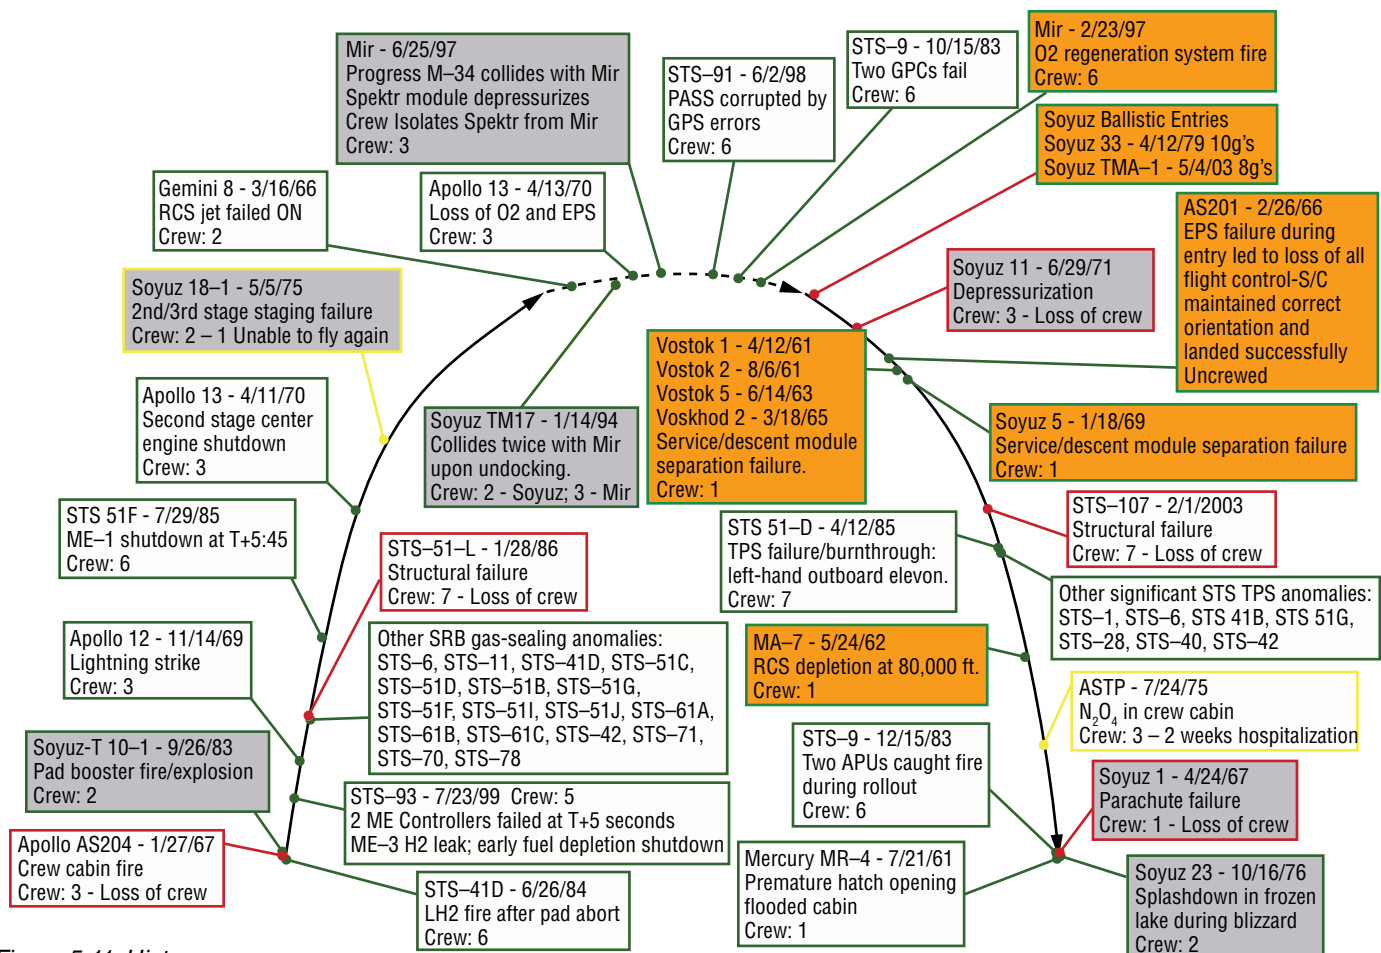 Mir - 6/25/97
Progress M–34 collides with Mir
Spektr module depressurizes
Crew Isolates Spektr from Mir
Crew: 3
STS–91 - 6/2/98
PASS corrupted by
GPS errors
Crew: 6
STS–9 - 10/15/83
Two GPCs fail
Crew: 6
Mir - 2/23/97
O2 regeneration system fire
Crew: 6
Soyuz Ballistic Entries
Soyuz 33 - 4/12/79 10g's
Soyuz TMA–1 - 5/4/03 8g's
Gemini 8 - 3/16/66
RCS jet failed ON
Crew: 2
Apollo 13 - 4/13/70
Loss of O2 and EPS
Crew: 3
AS201 - 2/26/66
EPS failure during
entry led to loss of all
flight control-S/C
maintained correct
orientation and
landed successfully
Uncrewed
Soyuz 18–1 - 5/5/75
2nd/3rd stage staging failure
Crew: 2 – 1 Unable to fly again
Soyuz 11 - 6/29/71
Depressurization
Crew: 3 - Loss of crew
Vostok 1 - 4/12/61
Vostok 2 - 8/6/61
Vostok 5 - 6/14/63
Voskhod 2 - 3/18/65
Service/descent module
separation failure.
Crew: 1
Apollo 13 - 4/11/70
Second stage center
engine shutdown
Crew: 3
Soyuz TM17 - 1/14/94
Collides twice with Mir
upon undocking.
Crew: 2 - Soyuz; 3 - Mir
Soyuz 5 - 1/18/69
Service/descent module separation failure
Crew: 1
STS 51F - 7/29/85
ME–1 shutdown at T+5:45
Crew: 6
STS–51–L - 1/28/86
Structural failure
Crew: 7 - Loss of crew
STS 51–D - 4/12/85
TPS failure/burnthrough:
left-hand outboard elevon.
Crew: 7
STS–107 - 2/1/2003
Structural failure
Crew: 7 - Loss of crew
Other significant STS TPS anomalies:
STS–1, STS–6, STS 41B, STS 51G,
STS–28, STS–40, STS–42
Apollo 12 - 11/14/69
Lightning strike
Crew: 3
Other SRB gas-sealing anomalies:
STS–6, STS–11, STS–41D, STS–51C,
STS–51D, STS–51B, STS–51G,
STS–51F, STS–51I, STS–51J, STS–61A,
STS–61B, STS–61C, STS–42, STS–71,
STS–70, STS–78
MA–7 - 5/24/62
RCS depletion at 80,000 ft.
Crew: 1
ASTP - 7/24/75
N2O4 in crew cabin
Crew: 3 – 2 weeks hospitalization
Soyuz-T 10–1 - 9/26/83
Pad booster fire/explosion
Crew: 2
STS–9 - 12/15/83
Two APUs caught fire
during rollout
Crew: 6
Soyuz 1 - 4/24/67
Parachute failure
Crew: 1 - Loss of crew
STS–93 - 7/23/99 Crew: 5
2 ME Controllers failed at T+5 seconds
ME–3 H2 leak; early fuel depletion shutdown
Apollo AS204 - 1/27/67
Crew cabin fire
Crew: 3 - Loss of crew
Mercury MR–4 - 7/21/61
Premature hatch opening
flooded cabin
Crew: 1
STS–41D - 6/26/84
LH2 fire after pad abort
Crew: 6
Soyuz 23 - 10/16/76
Splashdown in frozen
lake during blizzard
Crew: 2